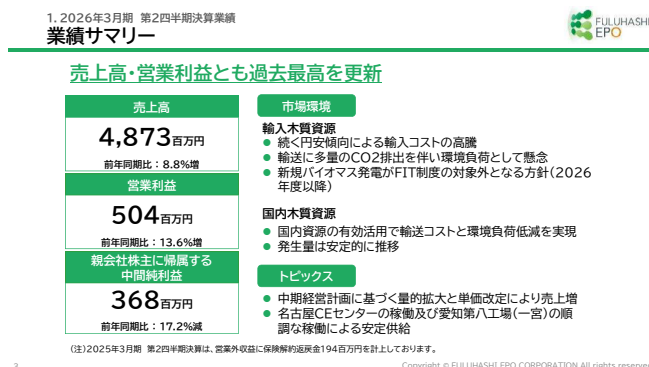 1. 2026年3月期 第2四半期決算業績
業績サマリー
FULUHASHI
EPO
売上高・営業利益とも過去最高を更新
売上高
4,873百万円
前年同期比：8.8%増
営業利益
504百万円
前年同期比：13.6%増
親会社株主に帰属する
中間純利益
368百万円
前年同期比：17.2%減
市場環境
輸入木質資源
● 続く円安傾向による輸入コストの高騰
● 輸送に多量のCO2排出を伴い環境負荷として懸念
● 新規バイオマス発電がFIT制度の対象外となる方針（2026
年度以降）
国内木質資源
● 国内資源の有効活用で輸送コストと環境負荷低減を実現
● 発生量は安定的に推移
トピックス
● 中期経営計画に基づく量的拡大と単価改定により売上増
● 名古屋CEセンターの稼働及び愛知第八工場（一宮）の順
調な稼働による安定供給
（注）2025年3月期 第2四半期決算は、営業外収益に保険解約返戻金194百万円を計上しております。
3
Copyright © FULUHASHI EPO CORPORATION All rights reserved